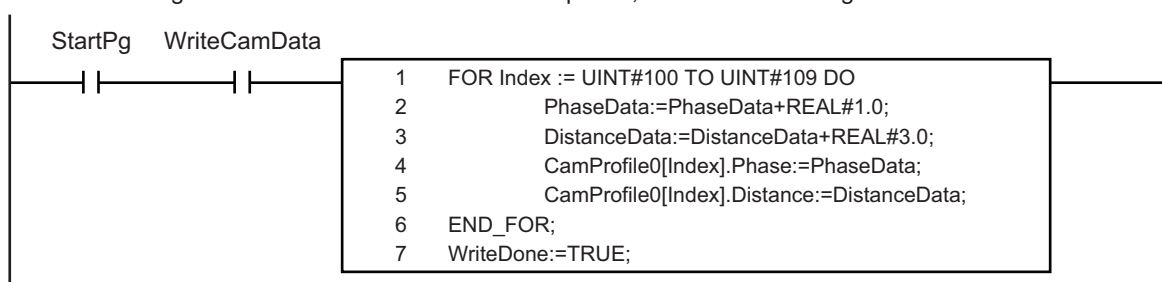 StartPg WriteCamData
1 FOR Index := UINT#100 TO UINT#109 DO
2 PhaseData:=PhaseData+REAL#1.0;
3 DistanceData:=DistanceData+REAL#3.0;
4 CamProfile0[Index].Phase:=PhaseData;
5 CamProfile0[Index].Distance:=DistanceData;
6 END_FOR;
7 WriteDone:=TRUE;